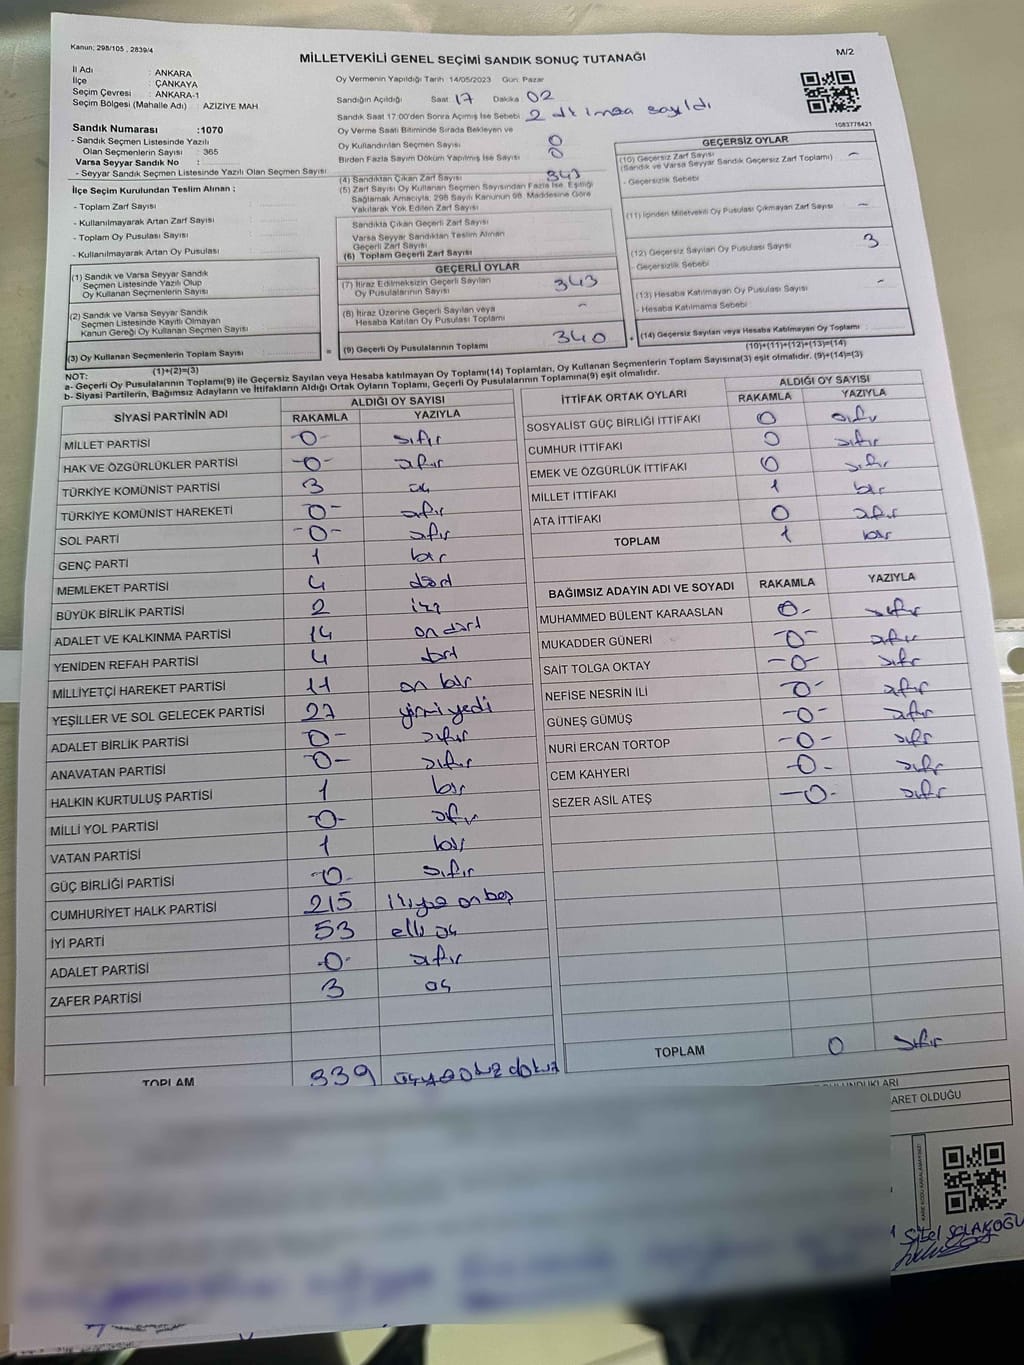 Kanun; 298/105 , 2839/4
MİLLETVEKİLİ GENEL SEÇİMİ SANDIK SONUÇ TUTANAĞI
M/2
İl Adı : ANKARA
İlçe : ÇANKAYA
Seçim Çevresi : ANKARA-1
Seçim Bölgesi (Mahalle Adı) : AZİZİYE MAH
Sandık Numarası :1070
- Sandık Seçmen Listesinde Yazılı
Olan Seçmenlerin Sayısı : 365
Varsa Seyyar Sandık No :
- Seyyar Sandık Seçmen Listesinde Yazılı Olan Seçmen Sayısı :
İlçe Seçim Kurulundan Teslim Alınan :
- Toplam Zarf Sayısı :
- Kullanılmayarak Artan Zarf Sayısı :
- Toplam Oy Pusulası Sayısı :
- Kullanılmayarak Artan Oy Pusulası :
(1) Sandık ve Varsa Seyyar Sandık
Seçmen Listesinde Yazılı Olup
Oy Kullanan Seçmenlerin Sayısı :
(2) Sandık ve Varsa Seyyar Sandık
Seçmen Listesinde Kayıtlı Olmayan
Kanun Gereği Oy Kullanan Seçmen Sayısı :
(3) Oy Kullanan Seçmenlerin Toplam Sayısı :
(1)+(2)=(3)
Oy Vermenin Yapıldığı Tarih 14/05/2023 Gün: Pazar
Sandığın Açıldığı Saat 17 Dakika 02
Sandık Saat 17:00'den Sonra Açımış İse Sebebi : 2 dk imza sayıldı
Oy Verme Saati Bitiminde Sırada Bekleyen ve
Oy Kullandırılan Seçmen Sayısı 0
Birden Fazla Sayım Döküm Yapılmış İse Sayısı 0
(4) Sandıktan Çıkan Zarf Sayısı 343
(5) Zarf Sayısı Oy Kullanan Seçmen Sayısından Fazla İse, Eşitliği
Sağlamak Amacıyla, 298 Sayılı Kanunun 98. Maddesine Göre
Yakılarak Yok Edilen Zarf Sayısı
Sandıkta Çıkan Geçerli Zarf Sayısı
Varsa Seyyar Sandıktan Teslim Alınan
Geçerli Zarf Sayısı
(6) Toplam Geçerli Zarf Sayısı
GEÇERLİ OYLAR
(7) İtiraz Edilmeksizin Geçerli Sayılan
Oy Pusulalarının Sayısı : 343
(8) İtiraz Üzerine Geçerli Sayılan veya
Hesaba Katılan Oy Pusulası Toplamı : -
= (9) Geçerli Oy Pusulalarının Toplamı : 340 +
1083776421
GEÇERSİZ OYLAR
(10) Geçersiz Zarf Sayısı -
(Sandık ve Varsa Seyyar Sandık Geçersiz Zarf Toplamı)
- Geçersizlik Sebebi :
(11) İçinden Milletvekili Oy Pusulası Çıkmayan Zarf Sayısı -
(12) Geçersiz Sayılan Oy Pusulası Sayısı 3
- Geçersizlik Sebebi :
(13) Hesaba Katılmayan Oy Pusulası Sayısı -
- Hesaba Katılmama Sebebi :
(14) Geçersiz Sayılan veya Hesaba Katılmayan Oy Toplamı :
(10)+(11)+(12)+(13)=(14)
NOT:
a- Geçerli Oy Pusulalarının Toplamı(9) ile Geçersiz Sayılan veya Hesaba katılmayan Oy Toplamı(14) Toplamları, Oy Kullanan Seçmenlerin Toplam Sayısına(3) eşit olmalıdır. (9)+(14)=(3)
b- Siyasi Partilerin, Bağımsız Adayların ve İttifakların Aldığı Ortak Oyların Toplamı, Geçerli Oy Pusulalarının Toplamına(9) eşit olmalıdır.
SİYASİ PARTİNİN ADI ALDIĞI OY SAYISI
RAKAMLA YAZIYLA
MİLLET PARTİSİ -0- sıfır
HAK VE ÖZGÜRLÜKLER PARTİSİ -0- sıfır
TÜRKİYE KOMÜNİST PARTİSİ 3 üç
TÜRKİYE KOMÜNİST HAREKETİ 0- sıfır
SOL PARTİ -0- sıfır
GENÇ PARTİ 1 bir
MEMLEKET PARTİSİ 4 dört
BÜYÜK BİRLİK PARTİSİ 2 iki
ADALET VE KALKINMA PARTİSİ 14 on dört
YENİDEN REFAH PARTİSİ 4 dört
MİLLİYETÇİ HAREKET PARTİSİ 11 on bir
YEŞİLLER VE SOL GELECEK PARTİSİ 27 yirmi yedi
ADALET BİRLİK PARTİSİ 0- sıfır
ANAVATAN PARTİSİ -0- sıfır
HALKIN KURTULUŞ PARTİSİ 1 bir
MİLLİ YOL PARTİSİ -0- sıfır
VATAN PARTİSİ 1 bir
GÜÇ BİRLİĞİ PARTİSİ -0- sıfır
CUMHURİYET HALK PARTİSİ 215 ikiyüz onbeş
İYİ PARTİ 53 elli üç
ADALET PARTİSİ -0- sıfır
ZAFER PARTİSİ 3 üç
TOPLAM 339 üçyüzotuz dokuz
İTTİFAK ORTAK OYLARI ALDIĞI OY SAYISI
RAKAMLA YAZIYLA
SOSYALİST GÜÇ BİRLİĞİ İTTİFAKI 0 sıfır
CUMHUR İTTİFAKI 0 sıfır
EMEK VE ÖZGÜRLÜK İTTİFAKI 0 sıfır
MİLLET İTTİFAKI 1 bir
ATA İTTİFAKI 0 sıfır
TOPLAM 1 bir
BAĞIMSIZ ADAYIN ADI VE SOYADI RAKAMLA YAZIYLA
MUHAMMED BÜLENT KARAASLAN 0- sıfır
MUKADDER GÜNERİ -0- sıfır
SAİT TOLGA OKTAY -0- sıfır
NEFİSE NESRİN İLİ -0- sıfır
GÜNEŞ GÜMÜŞ -0- sıfır
NURİ ERCAN TORTOP -0- sıfır
CEM KAHYERİ -0- sıfır
SEZER ASİL ATEŞ -0- sıfır
TOPLAM 0 sıfır
BULUNDUKLARI
ARET OLDUĞU
KARE KODU KARALAMAYINIZ!